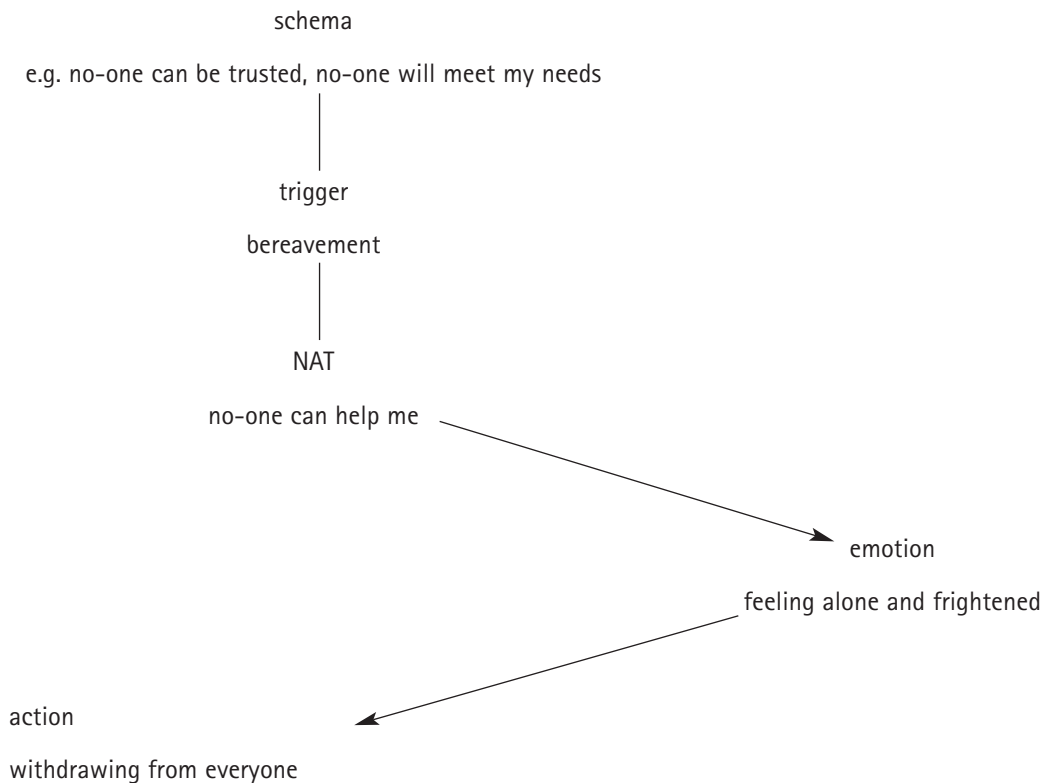 schema
e.g. no-one can be trusted, no-one will meet my needs
trigger
bereavement
NAT
no-one can help me
emotion
feeling alone and frightened
action
withdrawing from everyone